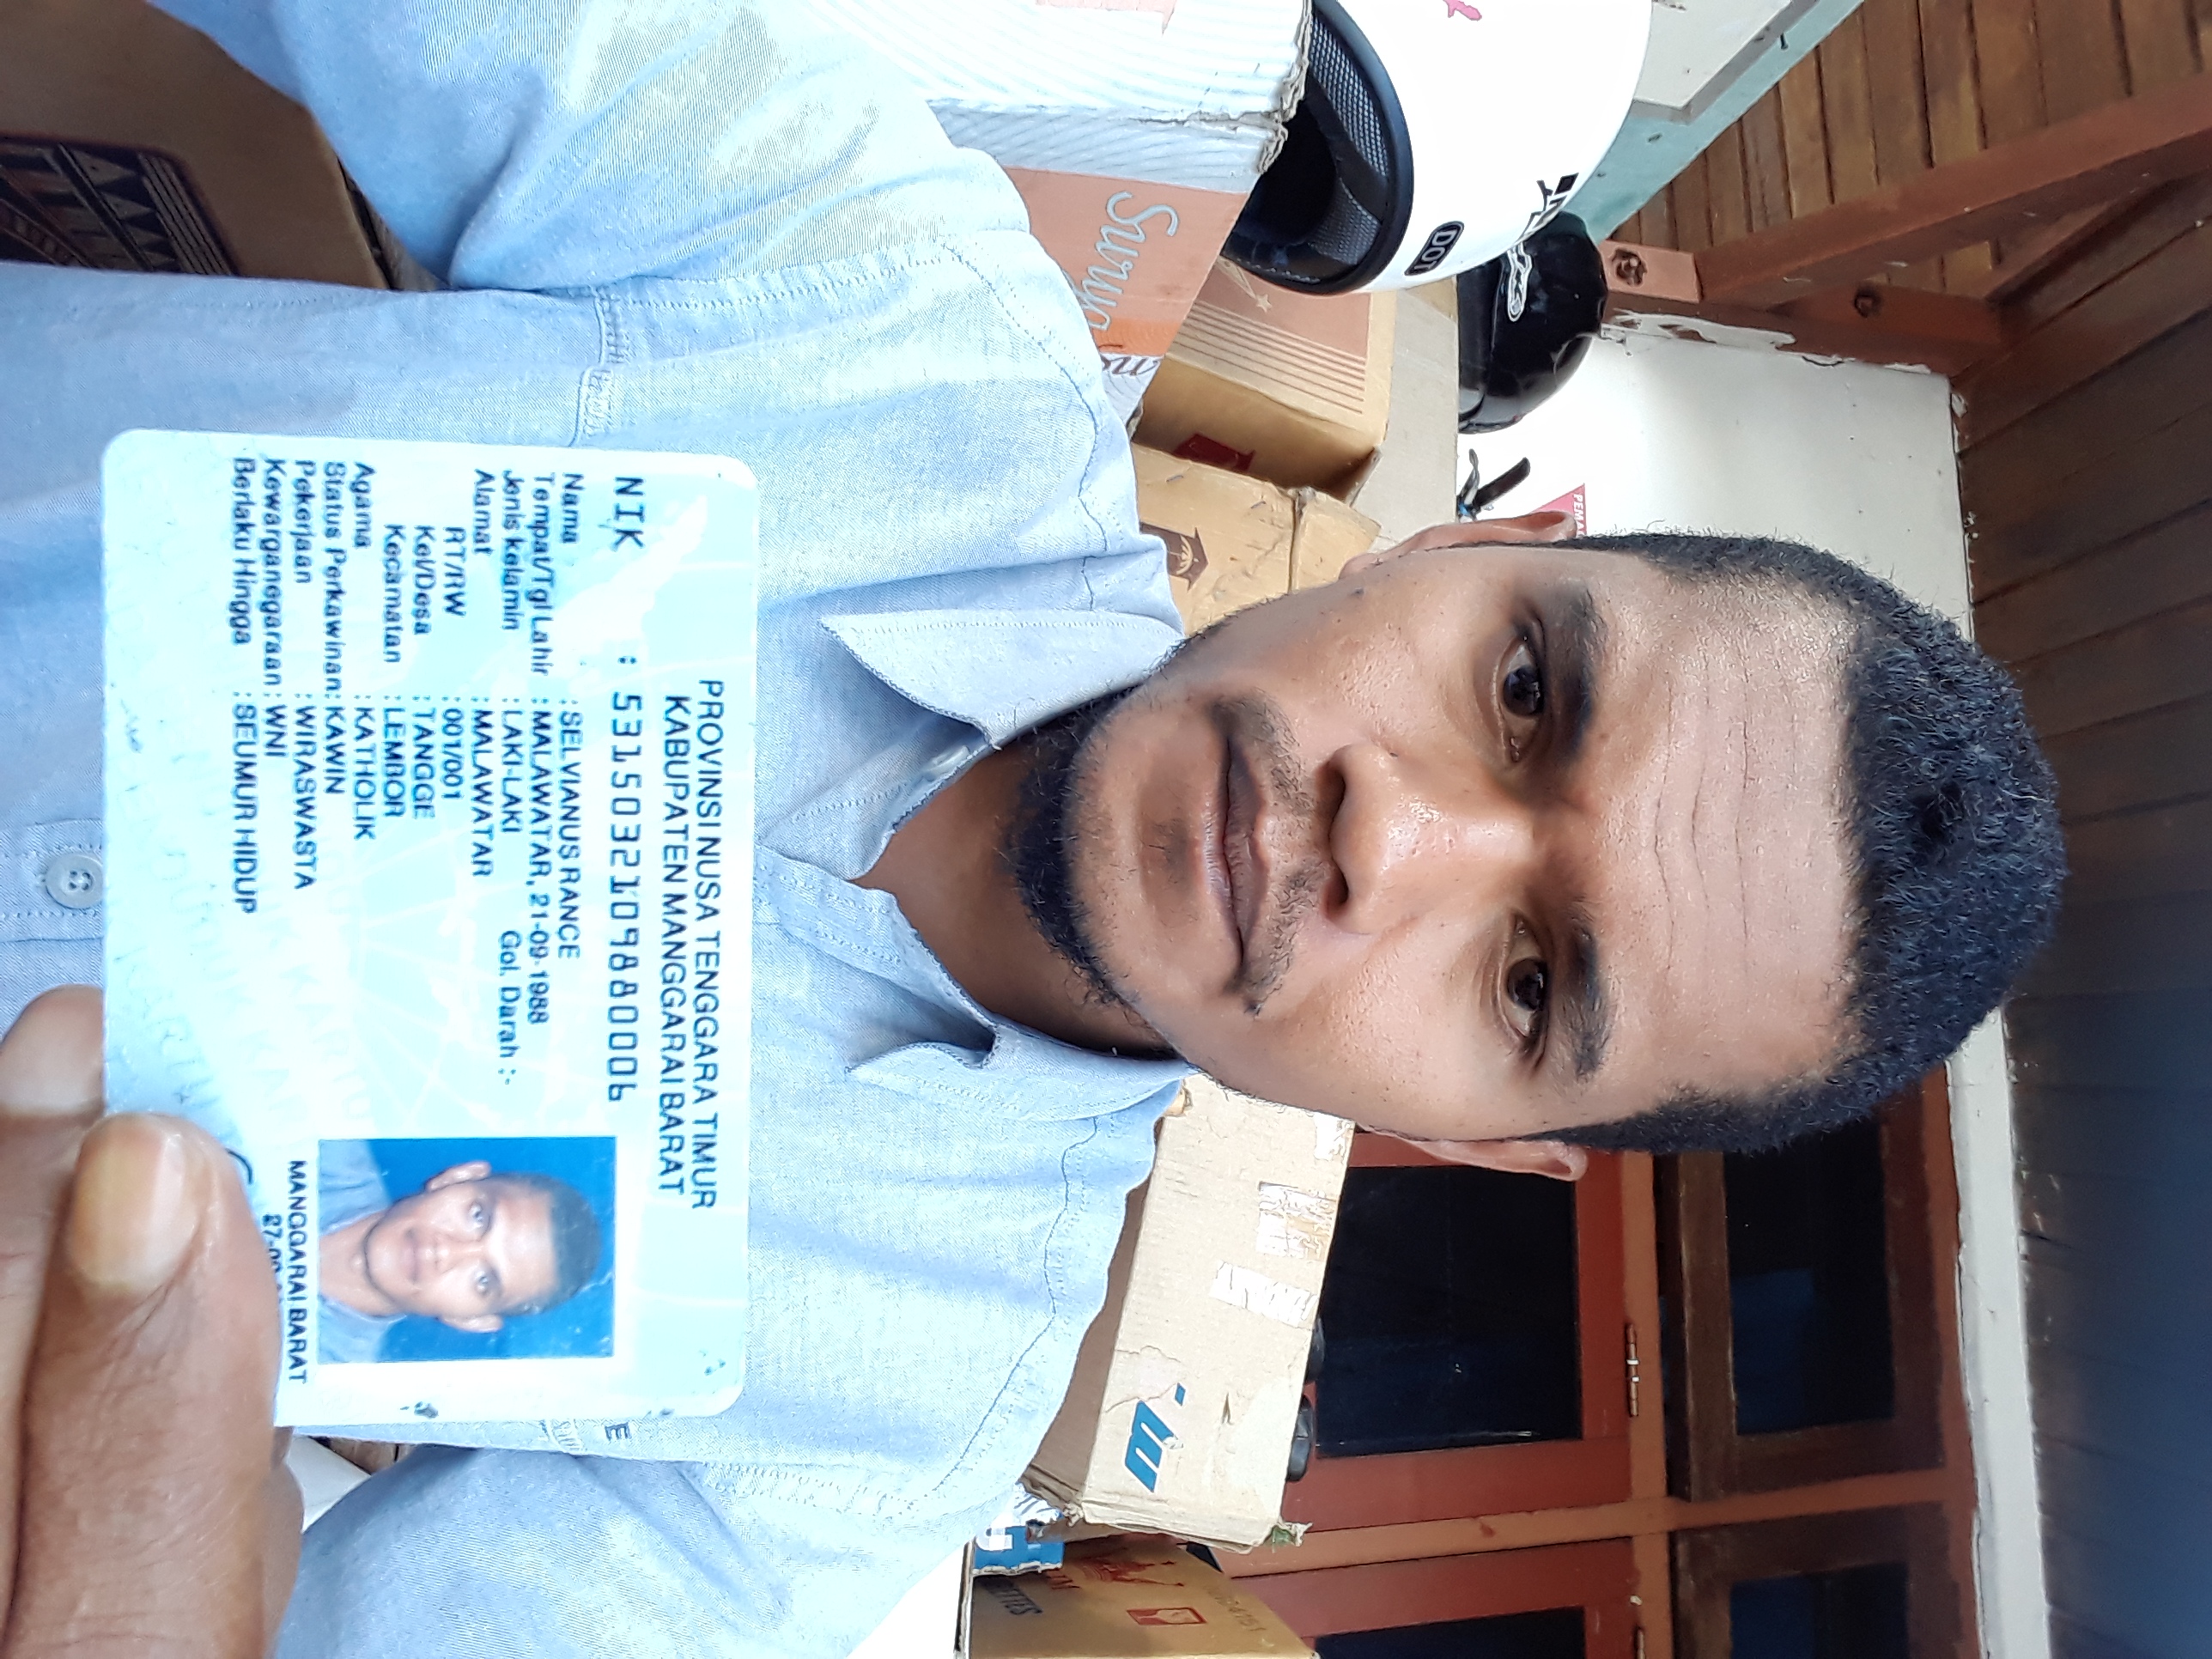 PROVINSI NUSA TENGGARA TIMUR
KABUPATEN MANGGARAI BARAT
NIK : 5315032109880006
Nama : SELVIANUS RANCE
Tempat/Tgl Lahir : MALAWATAR, 21-09-1988
Jenis kelamin : LAKI-LAKI Gol. Darah :-
Alamat : MALAWATAR
RT/RW : 001/001
Kel/Desa : TANGGE
Kecamatan : LEMBOR
Agama : KATHOLIK
Status Perkawinan: KAWIN
Pekerjaan : WIRASWASTA
Kewarganegaraan : WNI
Berlaku Hingga : SEUMUR HIDUP
MANGGARAI BARAT
DOT
Surya